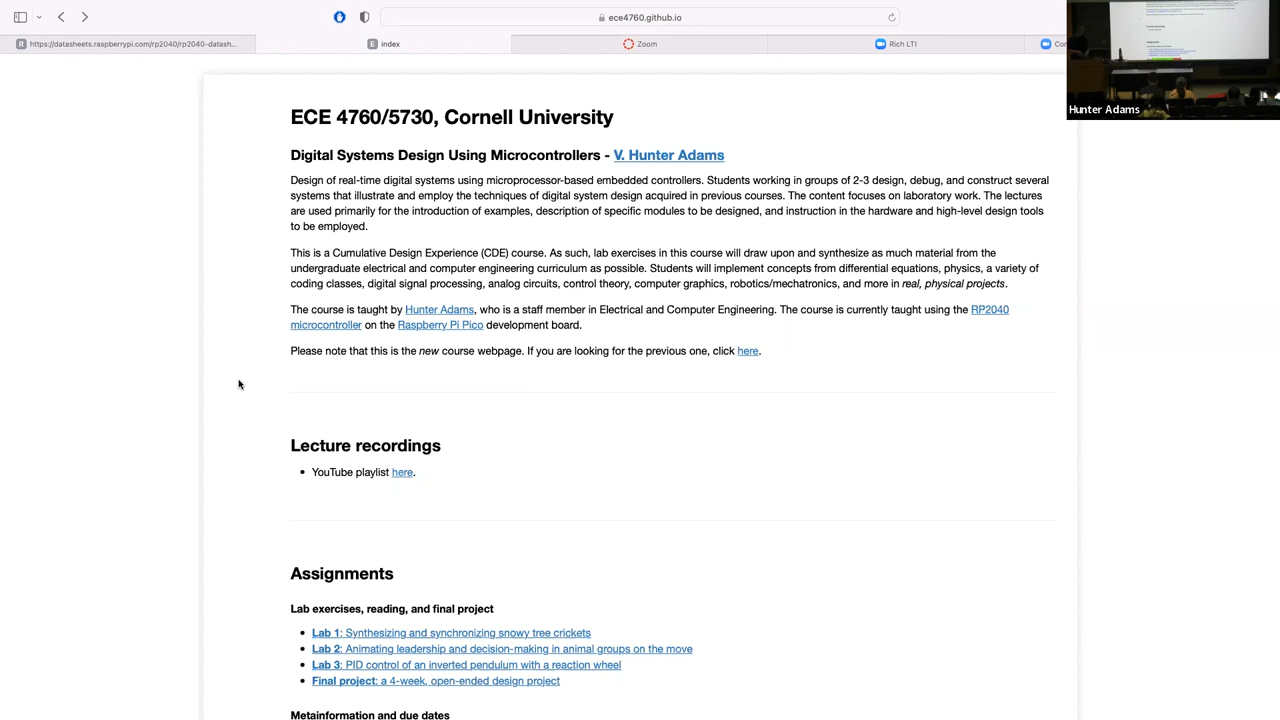 ece4760.github.io
https://datasheets.raspberrypi.com/rp2040/rp2040-datash...
index
Zoom
Rich LTI
Hunter Adams
ECE 4760/5730, Cornell University
Digital Systems Design Using Microcontrollers - V. Hunter Adams
Design of real-time digital systems using microprocessor-based embedded controllers. Students working in groups of 2-3 design, debug, and construct several
systems that illustrate and employ the techniques of digital system design acquired in previous courses. The content focuses on laboratory work. The lectures
are used primarily for the introduction of examples, description of specific modules to be designed, and instruction in the hardware and high-level design tools
to be employed.
This is a Cumulative Design Experience (CDE) course. As such, lab exercises in this course will draw upon and synthesize as much material from the
undergraduate electrical and computer engineering curriculum as possible. Students will implement concepts from differential equations, physics, a variety of
coding classes, digital signal processing, analog circuits, control theory, computer graphics, robotics/mechatronics, and more in real, physical projects.
The course is taught by Hunter Adams, who is a staff member in Electrical and Computer Engineering. The course is currently taught using the RP2040
microcontroller on the Raspberry Pi Pico development board.
Please note that this is the new course webpage. If you are looking for the previous one, click here.
Lecture recordings
• YouTube playlist here.
Assignments
Lab exercises, reading, and final project
• Lab 1: Synthesizing and synchronizing snowy tree crickets
• Lab 2: Animating leadership and decision-making in animal groups on the move
• Lab 3: PID control of an inverted pendulum with a reaction wheel
• Final project: a 4-week, open-ended design project
Metainformation and due dates